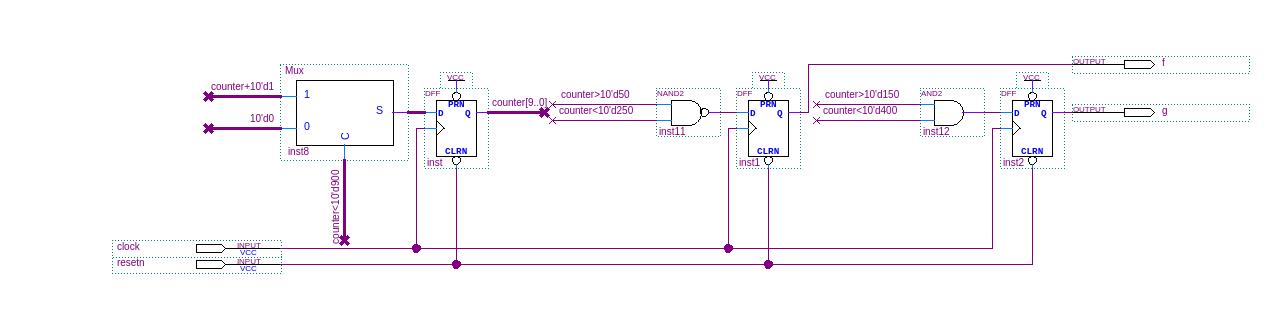 Mux
counter+10'd1
1
10'd0
0
S
C
inst8
counter<10'd900
VCC
DFF
PRN
D
Q
CLRN
inst
counter[9..0]
counter>10'd50
counter<10'd250
NAND2
inst11
VCC
DFF
PRN
D
Q
CLRN
inst1
counter>10'd150
counter<10'd400
AND2
inst12
VCC
DFF
PRN
D
Q
CLRN
inst2
OUTPUT
f
OUTPUT
g
clock
INPUT
VCC
resetn
INPUT
VCC